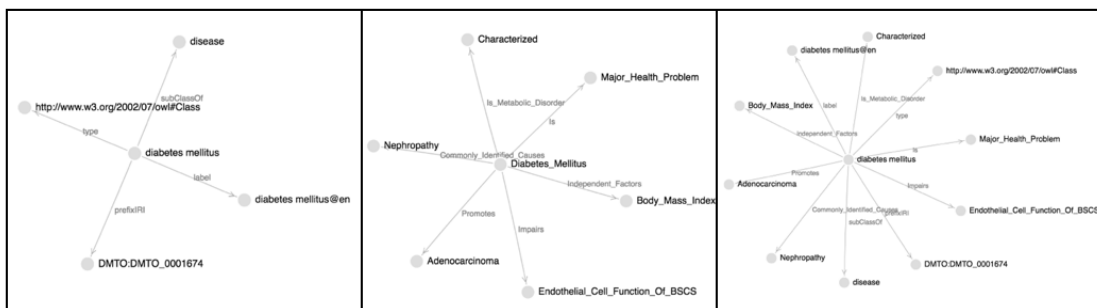 disease
http://www.w3.org/2002/07/owl#Class
subClassOf
type
diabetes mellitus
label
diabetes mellitus@en
prefixIRI
DMTO:DMTO_0001674
Characterized
Major_Health_Problem
Is_Metabolic_Disorder
Is
Nephropathy
Commonly_Identified_Causes
Diabetes_Mellitus
Independent_Factors
Body_Mass_Index
Promotes
Impairs
Adenocarcinoma
Endothelial_Cell_Function_Of_BSCS
Characterized
diabetes mellitus@en
http://www.w3.org/2002/07/owl#Class
Is_Metabolic_Disorder
label
Body_Mass_Index
type
Independent_Factors
Major_Health_Problem
Is
diabetes mellitus
Promotes
Adenocarcinoma
Impairs
Endothelial_Cell_Function_Of_BSCS
Commonly_Identified_Causes
prefixIRI
subClassOf
Nephropathy
DMTO:DMTO_0001674
disease